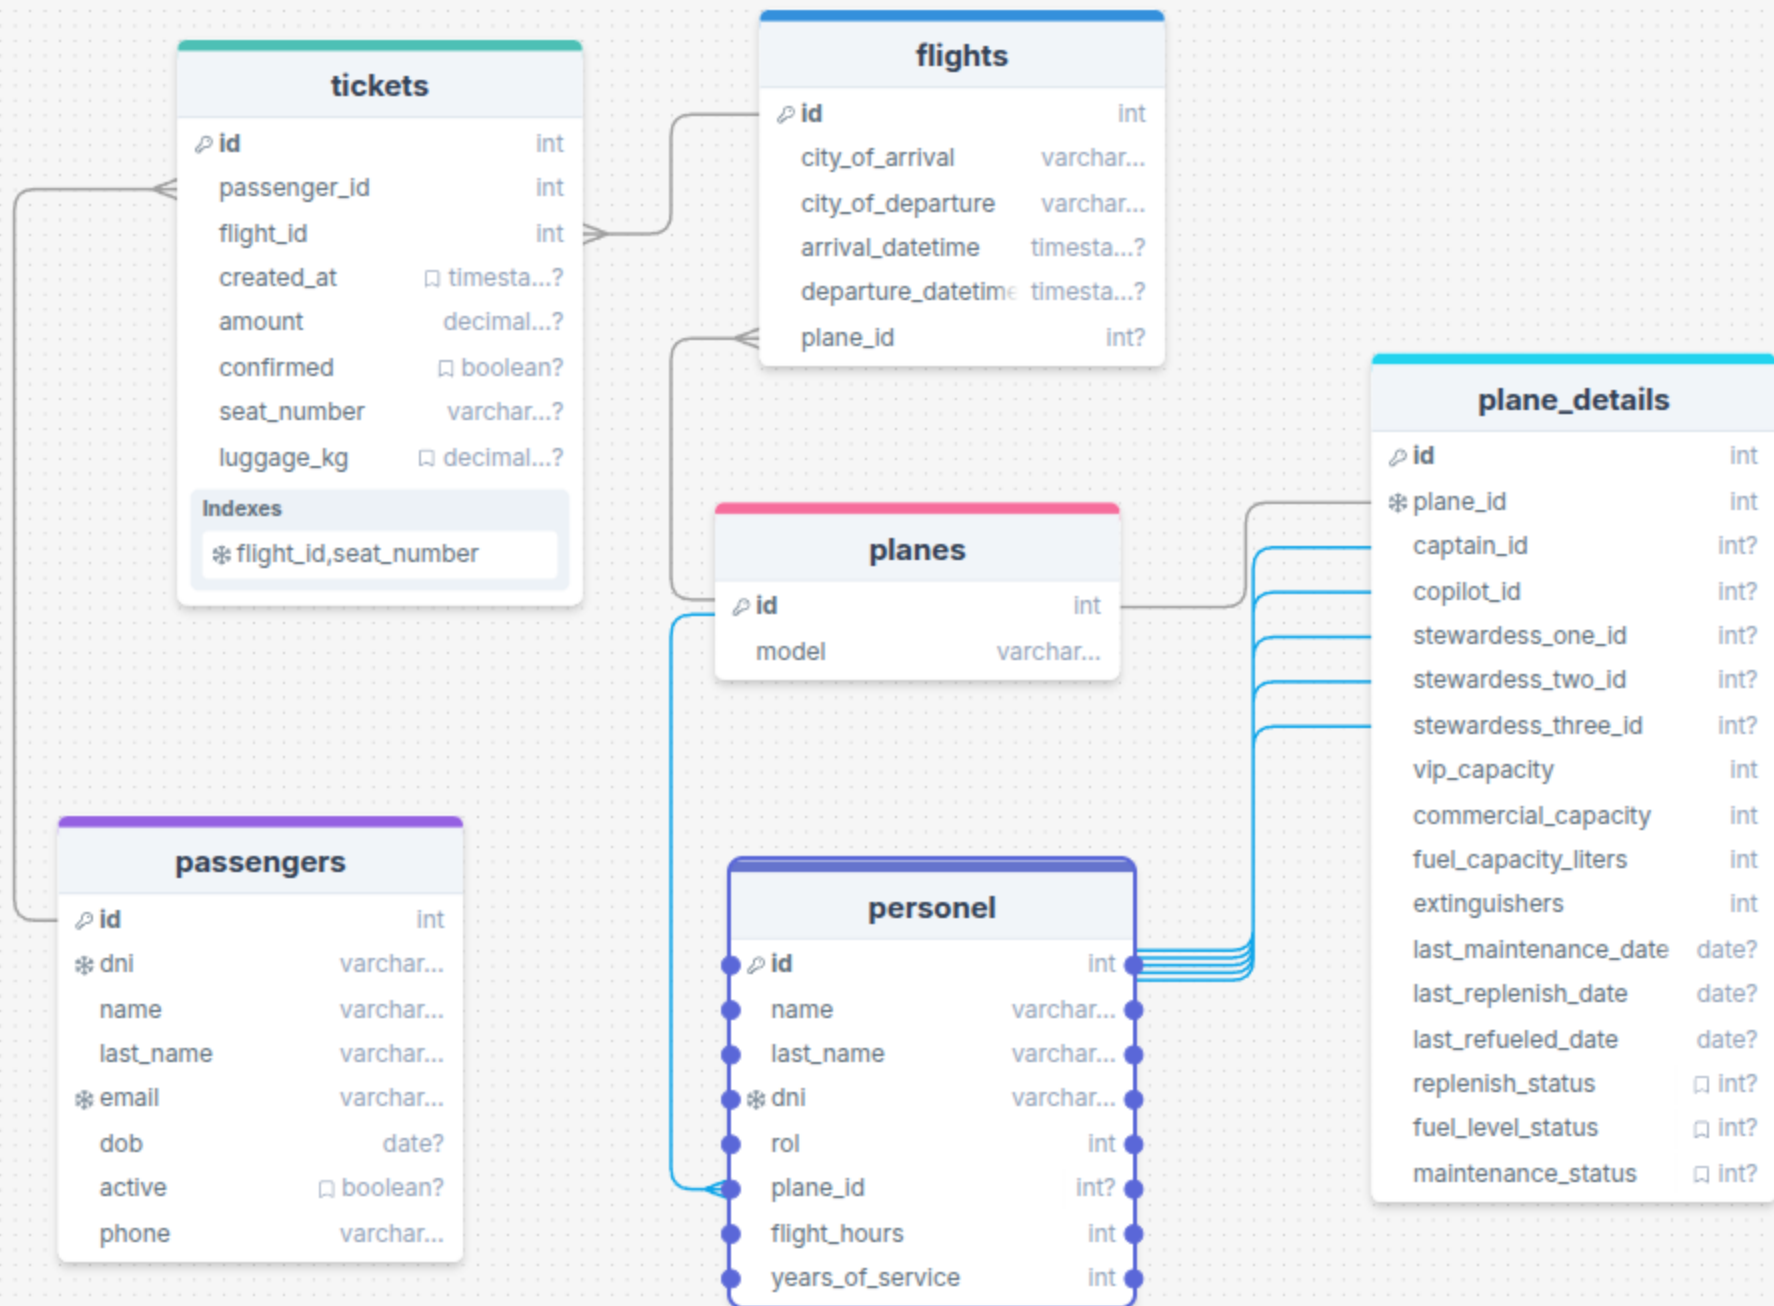 tickets
id int
passenger_id int
flight_id int
created_at timesta...?
amount decimal...?
confirmed boolean?
seat_number varchar...?
luggage_kg decimal...?
Indexes
flight_id,seat_number
flights
id int
city_of_arrival varchar...
city_of_departure varchar...
arrival_datetime timesta...?
departure_datetime timesta...?
plane_id int?
planes
id int
model varchar...
plane_details
id int
plane_id int
captain_id int?
copilot_id int?
stewardess_one_id int?
stewardess_two_id int?
stewardess_three_id int?
vip_capacity int
commercial_capacity int
fuel_capacity_liters int
extinguishers int
last_maintenance_date date?
last_replenish_date date?
last_refueled_date date?
replenish_status int?
fuel_level_status int?
maintenance_status int?
passengers
id int
dni varchar...
name varchar...
last_name varchar...
email varchar...
dob date?
active boolean?
phone varchar...
personel
id int
name varchar...
last_name varchar...
dni varchar...
rol int
plane_id int?
flight_hours int
years_of_service int